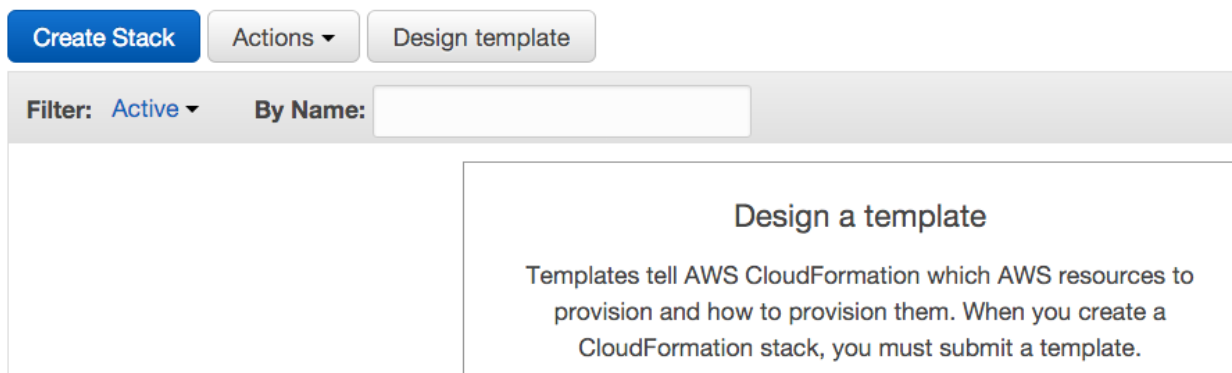 Create Stack Actions Design template
Filter: Active By Name:
Design a template
Templates tell AWS CloudFormation which AWS resources to
provision and how to provision them. When you create a
CloudFormation stack, you must submit a template.